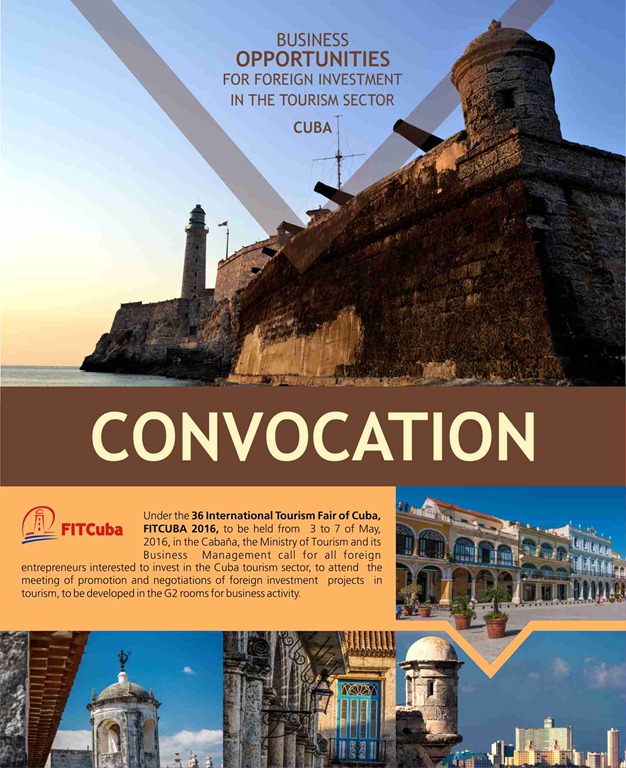 BUSINESS
OPPORTUNITIES
FOR FOREIGN INVESTMENT
IN THE TOURISM SECTOR
CUBA
CONVOCATION
FITCuba
Under the 36 International Tourism Fair of Cuba,
FITCUBA 2016, to be held from 3 to 7 of May,
2016, in the Cabaña, the Ministry of Tourism and its
Business Management call for all foreign
entrepreneurs interested to invest in the Cuba tourism sector, to attend the
meeting of promotion and negotiations of foreign investment projects in
tourism, to be developed in the G2 rooms for business activity.